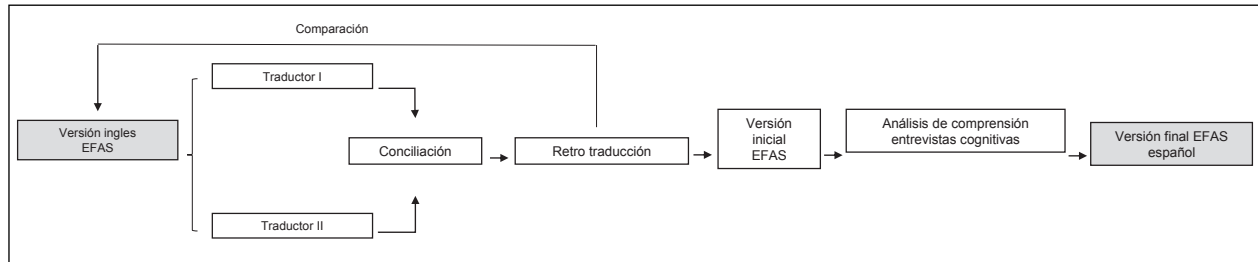 Comparación
Traductor I
Versión ingles
EFAS
Conciliación
Retro traducción
Versión
inicial
EFAS
Análisis de comprensión
entrevistas cognitivas
Versión final EFAS
español
Traductor II